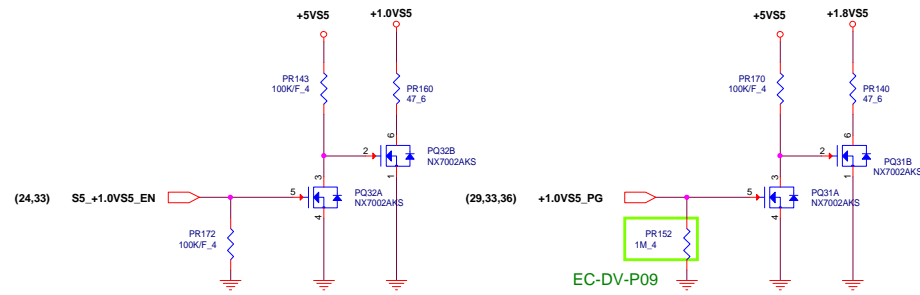 +5VS5
+1.0VS5
PR143
100K/F_4
PR160
47_6
6
2
PQ32B
NX7002AKS
1
3
(24,33)
S5_+1.0VS5_EN
5
PQ32A
NX7002AKS
4
PR172
100K/F_4
+5VS5
+1.8VS5
PR170
100K/F_4
PR140
47_6
6
2
PQ31B
NX7002AKS
1
3
(29,33,36)
+1.0VS5_PG
5
PQ31A
NX7002AKS
4
PR152
1M_4
EC-DV-P09